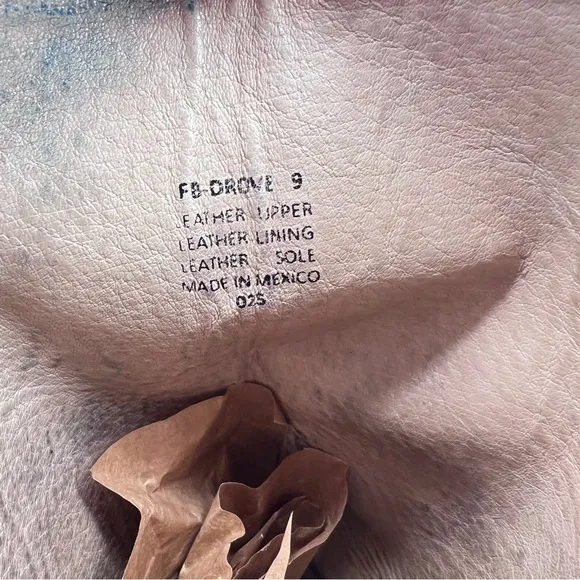 FB-DROVE 9
LEATHER UPPER
LEATHER LINING
LEATHER SOLE
MADE IN MEXICO
025